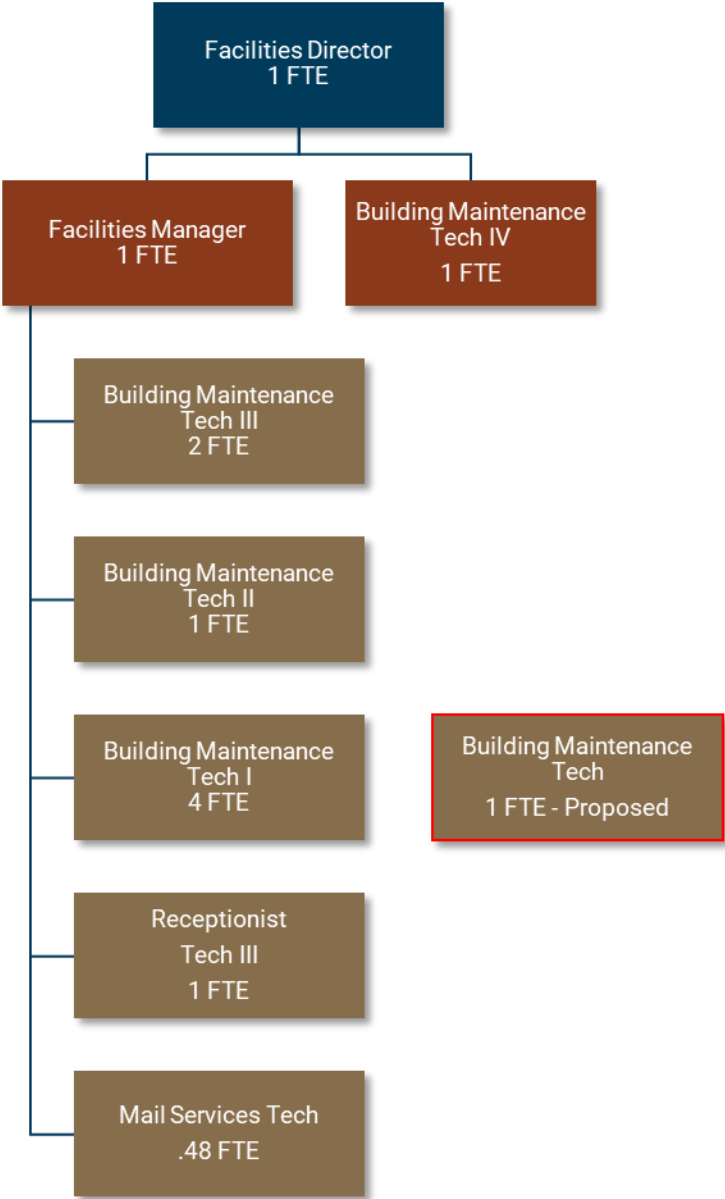 Facilities Director
1 FTE
Facilities Manager
1 FTE
Building Maintenance
Tech IV
1 FTE
Building Maintenance
Tech III
2 FTE
Building Maintenance
Tech II
1 FTE
Building Maintenance
Tech I
4 FTE
Building Maintenance
Tech
1 FTE - Proposed
Receptionist
Tech III
1 FTE
Mail Services Tech
.48 FTE